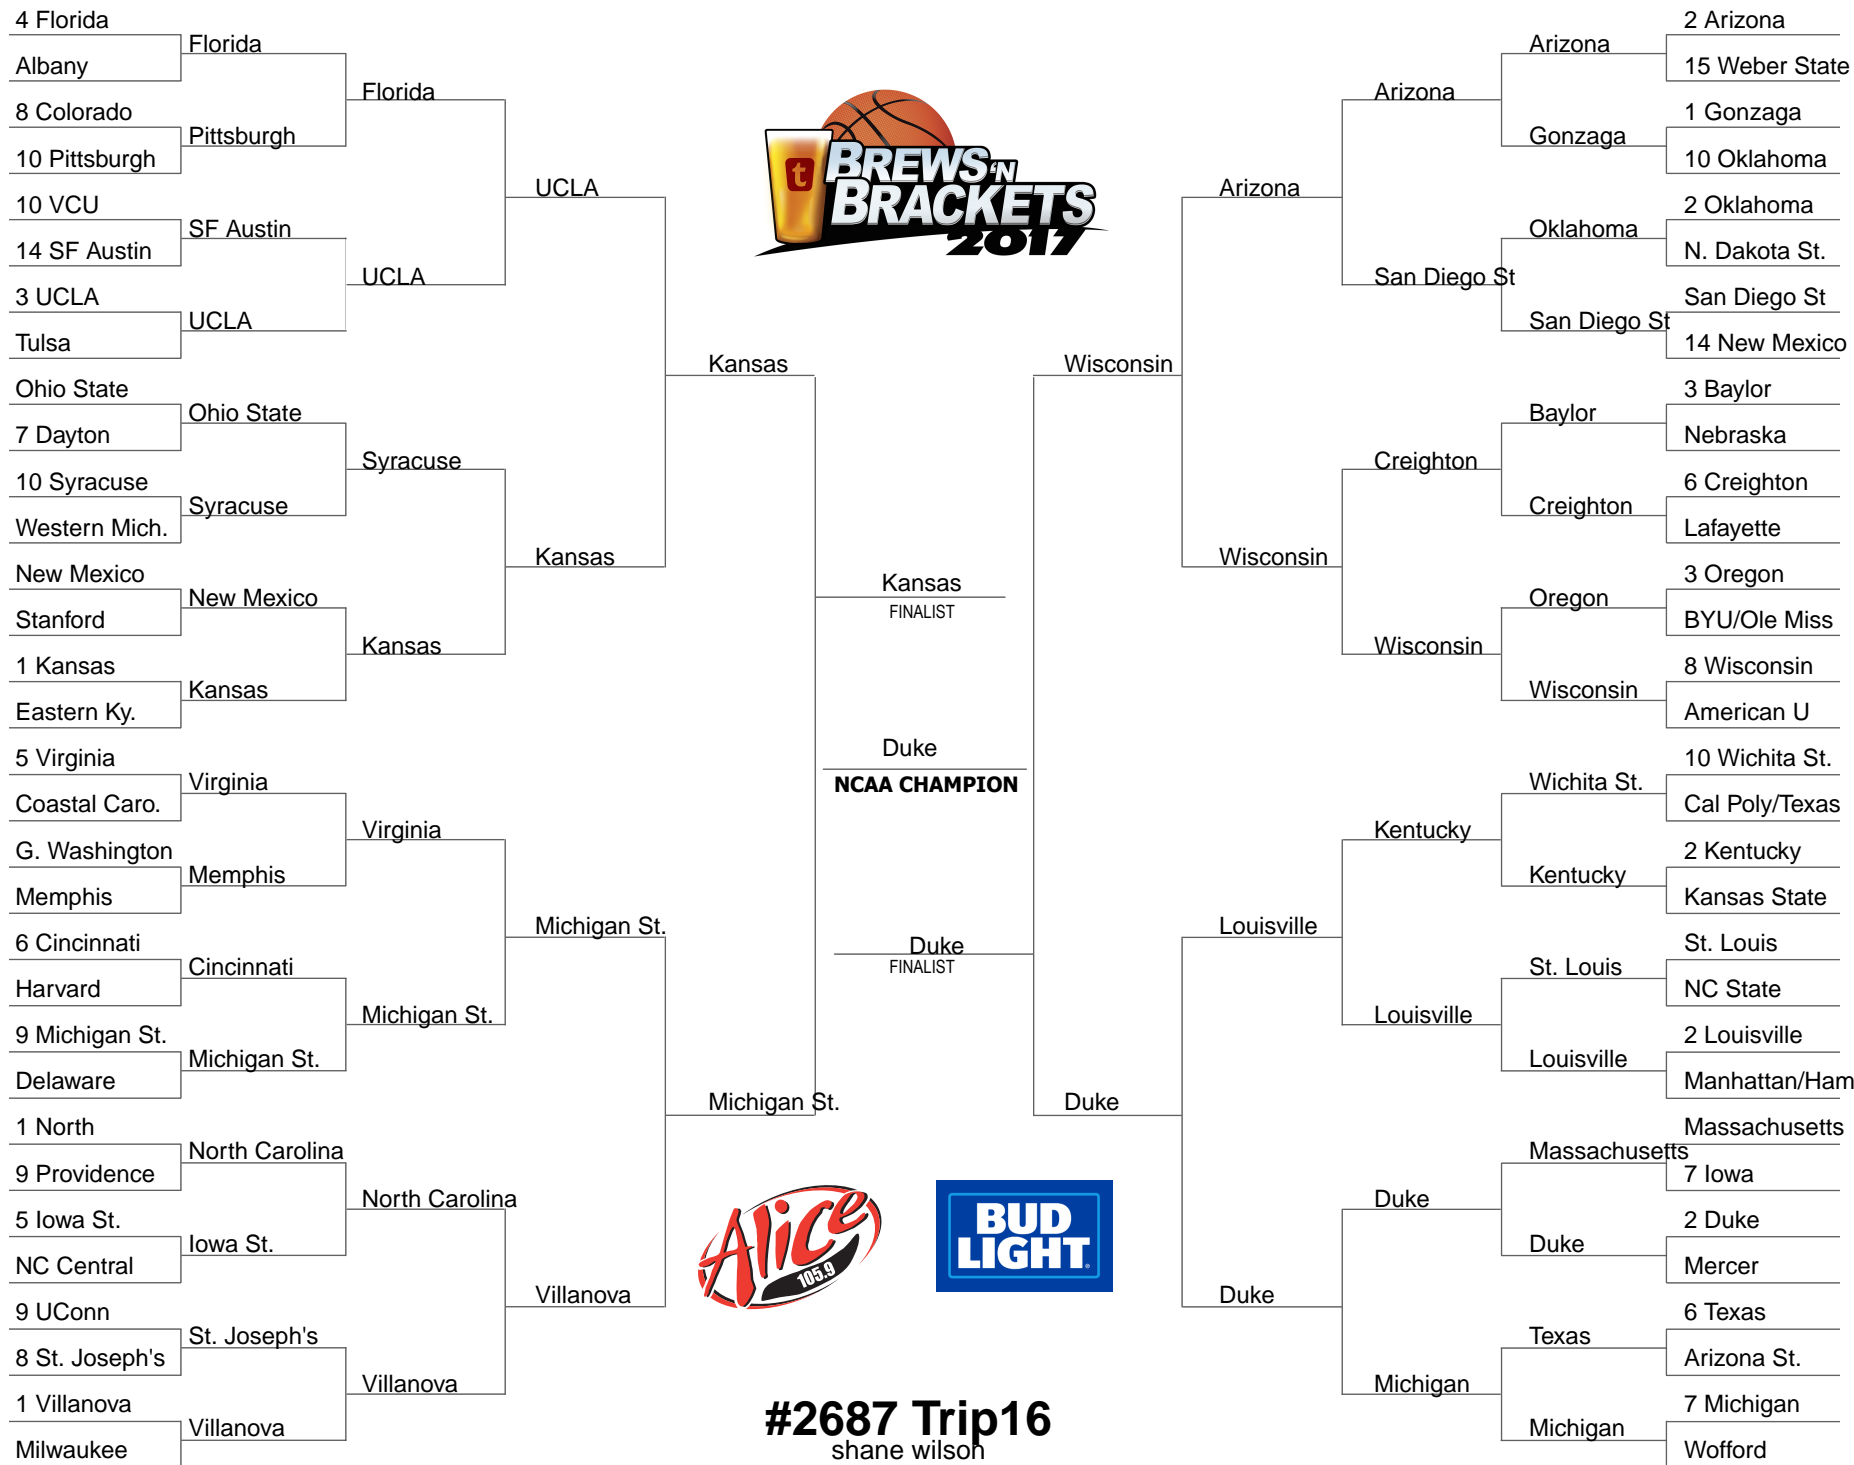 4 Florida
Albany
8 Colorado
10 Pittsburgh
10 VCU
14 SF Austin
3 UCLA
Tulsa
Ohio State
7 Dayton
10 Syracuse
Western Mich.
New Mexico
Stanford
1 Kansas
Eastern Ky.
5 Virginia
Coastal Caro.
G. Washington
Memphis
6 Cincinnati
Harvard
9 Michigan St.
Delaware
1 North
9 Providence
5 Iowa St.
NC Central
9 UConn
8 St. Joseph's
1 Villanova
Milwaukee
Florida
Pittsburgh
SF Austin
UCLA
Ohio State
Syracuse
New Mexico
Kansas
Virginia
Memphis
Cincinnati
Michigan St.
North Carolina
Iowa St.
St. Joseph's
Villanova
Florida
UCLA
Syracuse
Kansas
Virginia
Michigan St.
North Carolina
Villanova
UCLA
Kansas
Michigan St.
Villanova
Kansas
Michigan St.
t
BREWS 'N
BRACKETS
2017
Kansas
FINALIST
Duke
NCAA CHAMPION
Duke
FINALIST
Alice
105.9
BUD
LIGHT
#2687 Trip16
shane wilson
Wisconsin
Duke
Arizona
Wisconsin
Louisville
Duke
Arizona
San Diego St
Creighton
Wisconsin
Kentucky
Louisville
Duke
Michigan
Arizona
Gonzaga
Oklahoma
San Diego St
Baylor
Creighton
Oregon
Wisconsin
Wichita St.
Kentucky
St. Louis
Louisville
Massachusetts
Duke
Texas
Michigan
2 Arizona
15 Weber State
1 Gonzaga
10 Oklahoma
2 Oklahoma
N. Dakota St.
San Diego St
14 New Mexico
3 Baylor
Nebraska
6 Creighton
Lafayette
3 Oregon
BYU/Ole Miss
8 Wisconsin
American U
10 Wichita St.
Cal Poly/Texas
2 Kentucky
Kansas State
St. Louis
NC State
2 Louisville
Manhattan/Ham
Massachusetts
7 Iowa
2 Duke
Mercer
6 Texas
Arizona St.
7 Michigan
Wofford